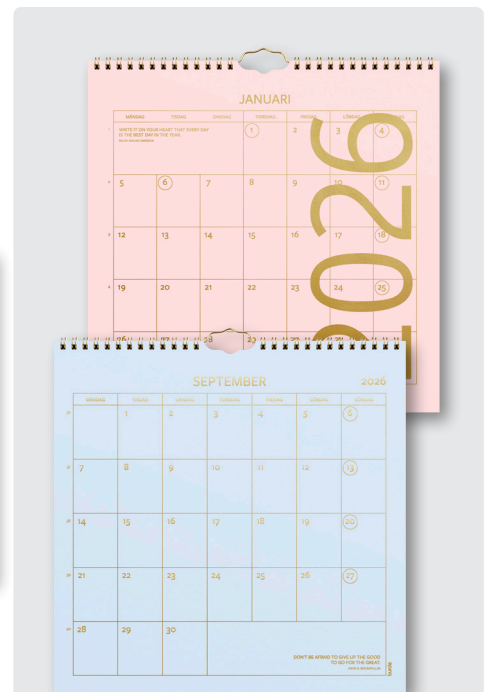 JANUARI
2026
MÅNDAG TISDAG ONSDAG TORSDAG FREDAG LÖRDAG
WRITE IT ON YOUR HEART THAT EVERY DAY
IS THE BEST DAY IN THE YEAR.
1 2 3 4
5 6 7 8 9 10 11
12 13 14 15 16 17 18
19 20 21 22 23 24 25
SEPTEMBER 2026
MÅNDAG TISDAG ONSDAG TORSDAG FREDAG LÖRDAG SÖNDAG
1 2 3 4 5 6
7 8 9 10 11 12 13
14 15 16 17 18 19 20
21 22 23 24 25 26 27
28 29 30
DON'T BE AFRAID TO GIVE UP THE GOOD
TO GO FOR THE GREAT.
burde